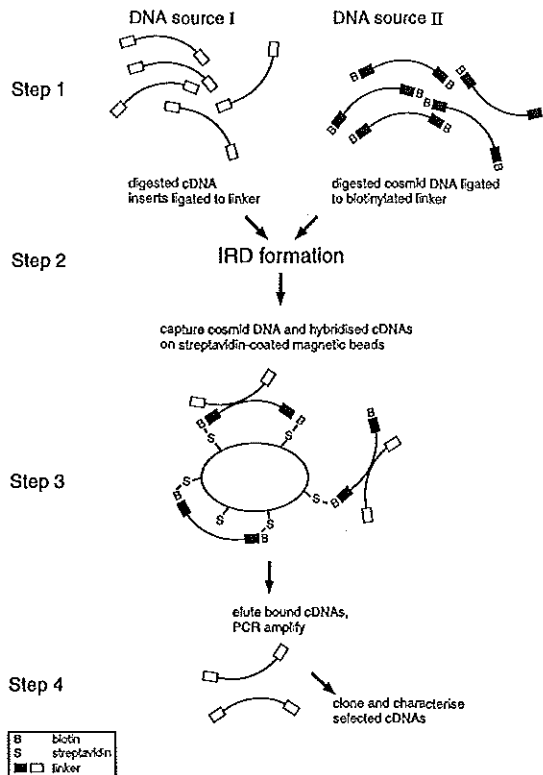 DNA source I
DNA source II
Step 1
B
B
B
B
B
B
B
B
digested cDNA
inserts ligated to linker
digested cosmid DNA ligated
to biotinylated linker
Step 2
IRD formation
capture cosmid DNA and hybridised cDNAs
on streptavidin-coated magnetic beads
Step 3
B
B
B
S
S
B
S
S
B
S
S
B
elute bound cDNAs,
PCR amplify
Step 4
clone and characterise
selected cDNAs
B biotin
S streptavidin
linker